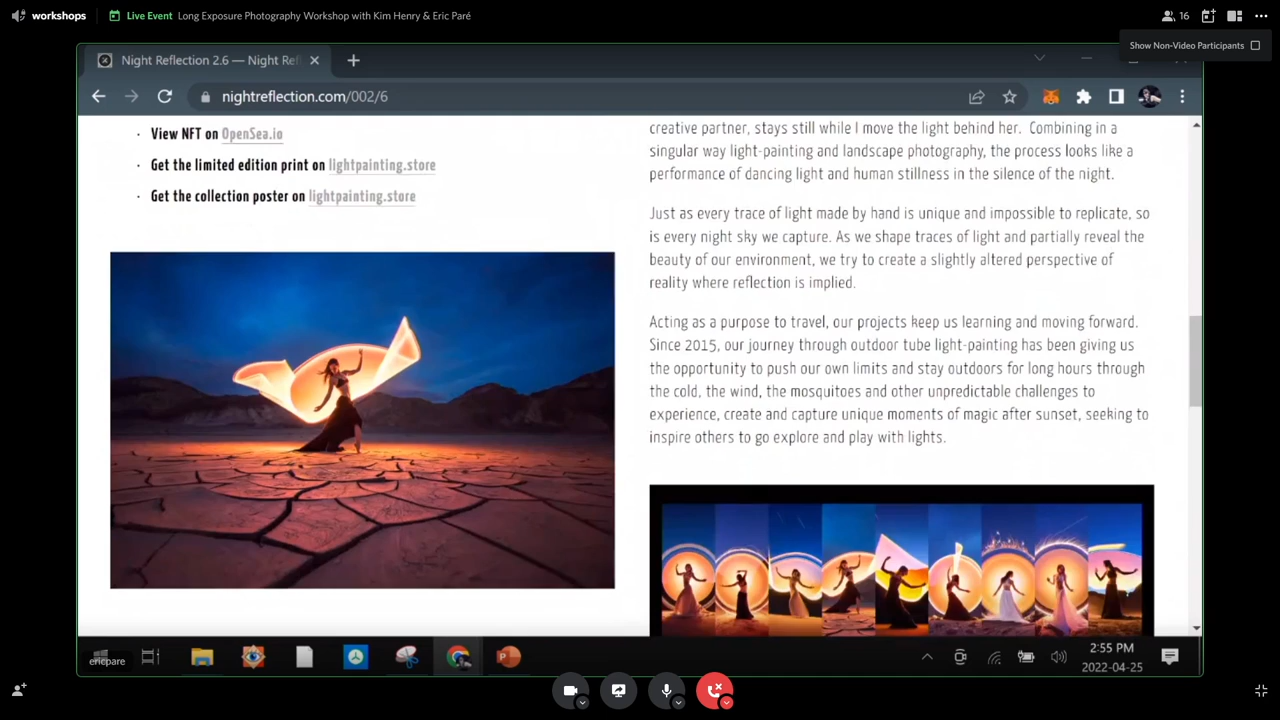 workshops
Live Event Long Exposure Photography Workshop with Kim Henry & Eric Paré
16
Show Non-Video Participants
Night Reflection 2.6 — Night Ref
nightreflection.com/002/6
· View NFT on OpenSea.io
· Get the limited edition print on lightpainting.store
· Get the collection poster on lightpainting.store
creative partner, stays still while I move the light behind her. Combining in a
singular way light-painting and landscape photography, the process looks like a
performance of dancing light and human stillness in the silence of the night.
Just as every trace of light made by hand is unique and impossible to replicate, so
is every night sky we capture. As we shape traces of light and partially reveal the
beauty of our environment, we try to create a slightly altered perspective of
reality where reflection is implied.
Acting as a purpose to travel, our projects keep us learning and moving forward.
Since 2015, our journey through outdoor tube light-painting has been giving us
the opportunity to push our own limits and stay outdoors for long hours through
the cold, the wind, the mosquitoes and other unpredictable challenges to
experience, create and capture unique moments of magic after sunset, seeking to
inspire others to go explore and play with lights.
ericpare
2:55 PM
2022-04-25